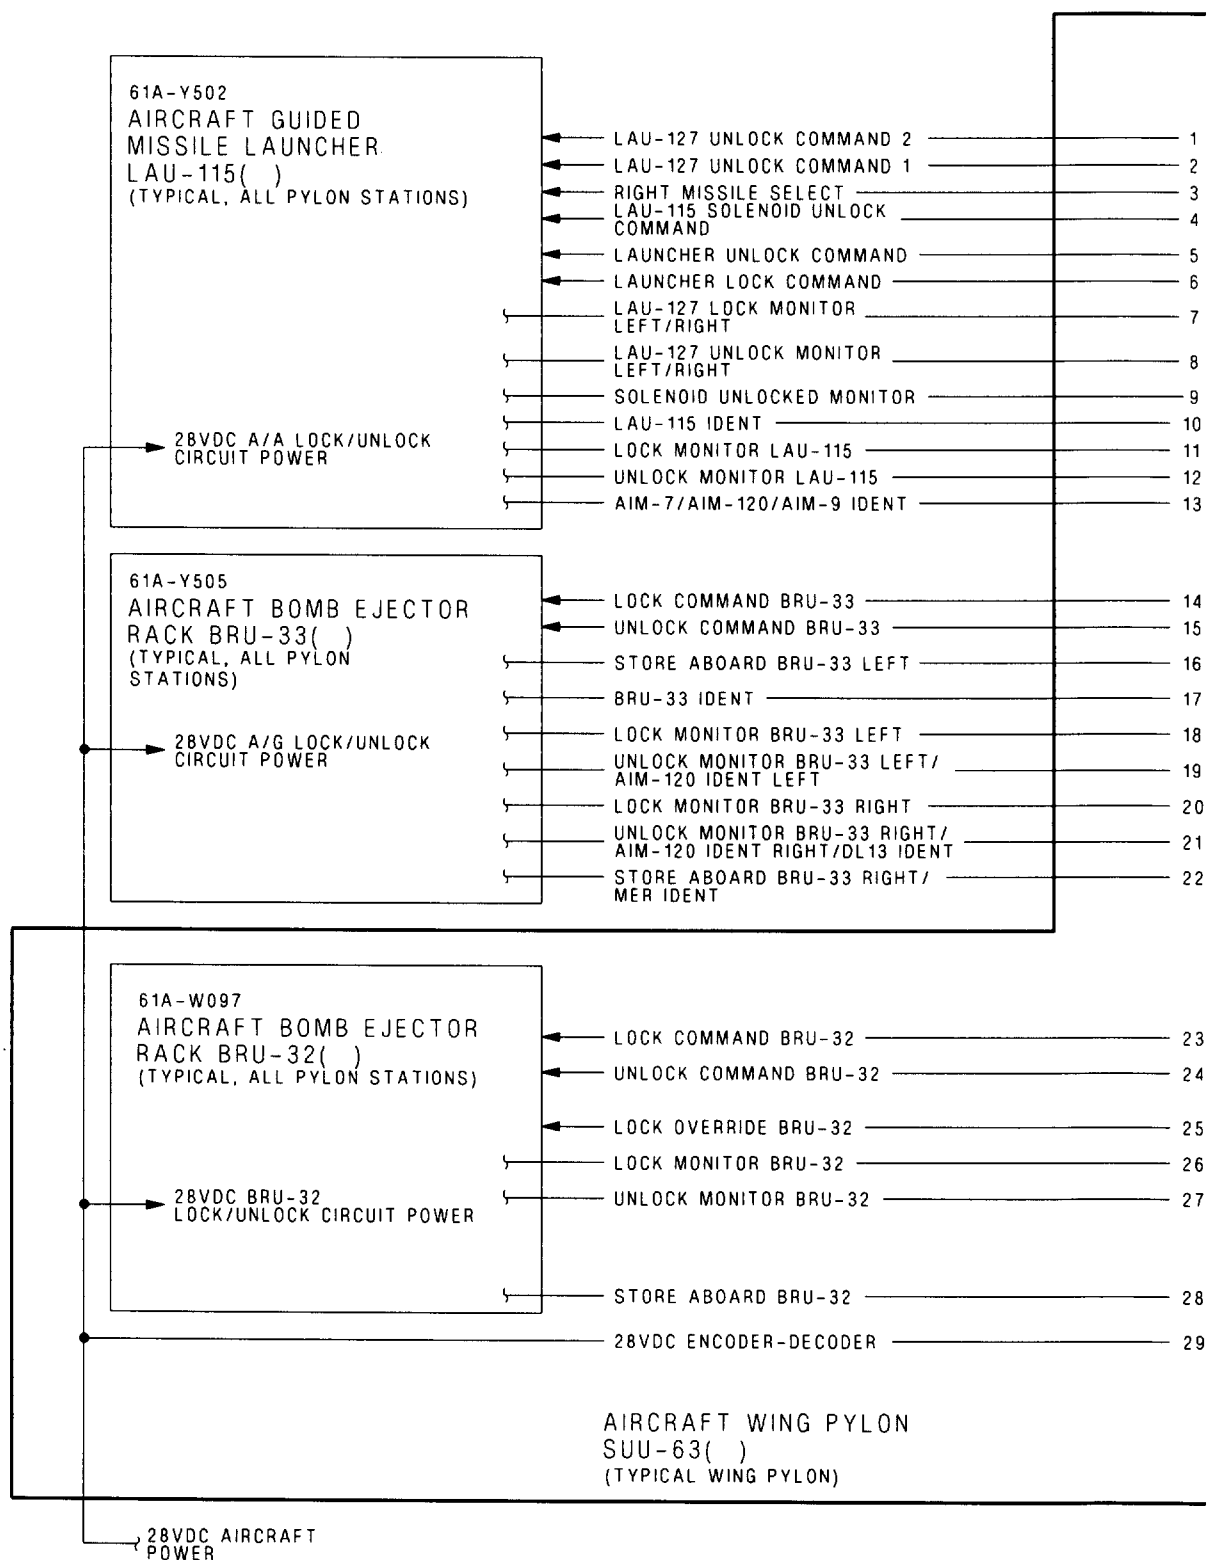 61A-Y502
AIRCRAFT GUIDED
MISSILE LAUNCHER
LAU-115( )
(TYPICAL, ALL PYLON STATIONS)
LAU-127 UNLOCK COMMAND 2 1
LAU-127 UNLOCK COMMAND 1 2
RIGHT MISSILE SELECT 3
LAU-115 SOLENOID UNLOCK 4
COMMAND
LAUNCHER UNLOCK COMMAND 5
LAUNCHER LOCK COMMAND 6
LAU-127 LOCK MONITOR 7
LEFT/RIGHT
LAU-127 UNLOCK MONITOR 8
LEFT/RIGHT
SOLENOID UNLOCKED MONITOR 9
LAU-115 IDENT 10
28VDC A/A LOCK/UNLOCK
CIRCUIT POWER
LOCK MONITOR LAU-115 11
UNLOCK MONITOR LAU-115 12
AIM-7/AIM-120/AIM-9 IDENT 13
61A-Y505
AIRCRAFT BOMB EJECTOR
RACK BRU-33( )
(TYPICAL, ALL PYLON
STATIONS)
LOCK COMMAND BRU-33 14
UNLOCK COMMAND BRU-33 15
STORE ABOARD BRU-33 LEFT 16
BRU-33 IDENT 17
28VDC A/G LOCK/UNLOCK
CIRCUIT POWER
LOCK MONITOR BRU-33 LEFT 18
UNLOCK MONITOR BRU-33 LEFT/ 19
AIM-120 IDENT LEFT
LOCK MONITOR BRU-33 RIGHT 20
UNLOCK MONITOR BRU-33 RIGHT/ 21
AIM-120 IDENT RIGHT/DL13 IDENT
STORE ABOARD BRU-33 RIGHT/ 22
MER IDENT
61A-W097
AIRCRAFT BOMB EJECTOR
RACK BRU-32( )
(TYPICAL, ALL PYLON STATIONS)
LOCK COMMAND BRU-32 23
UNLOCK COMMAND BRU-32 24
LOCK OVERRIDE BRU-32 25
LOCK MONITOR BRU-32 26
UNLOCK MONITOR BRU-32 27
28VDC BRU-32
LOCK/UNLOCK CIRCUIT POWER
STORE ABOARD BRU-32 28
28VDC ENCODER-DECODER 29
AIRCRAFT WING PYLON
SUU-63( )
(TYPICAL WING PYLON)
28VDC AIRCRAFT
POWER